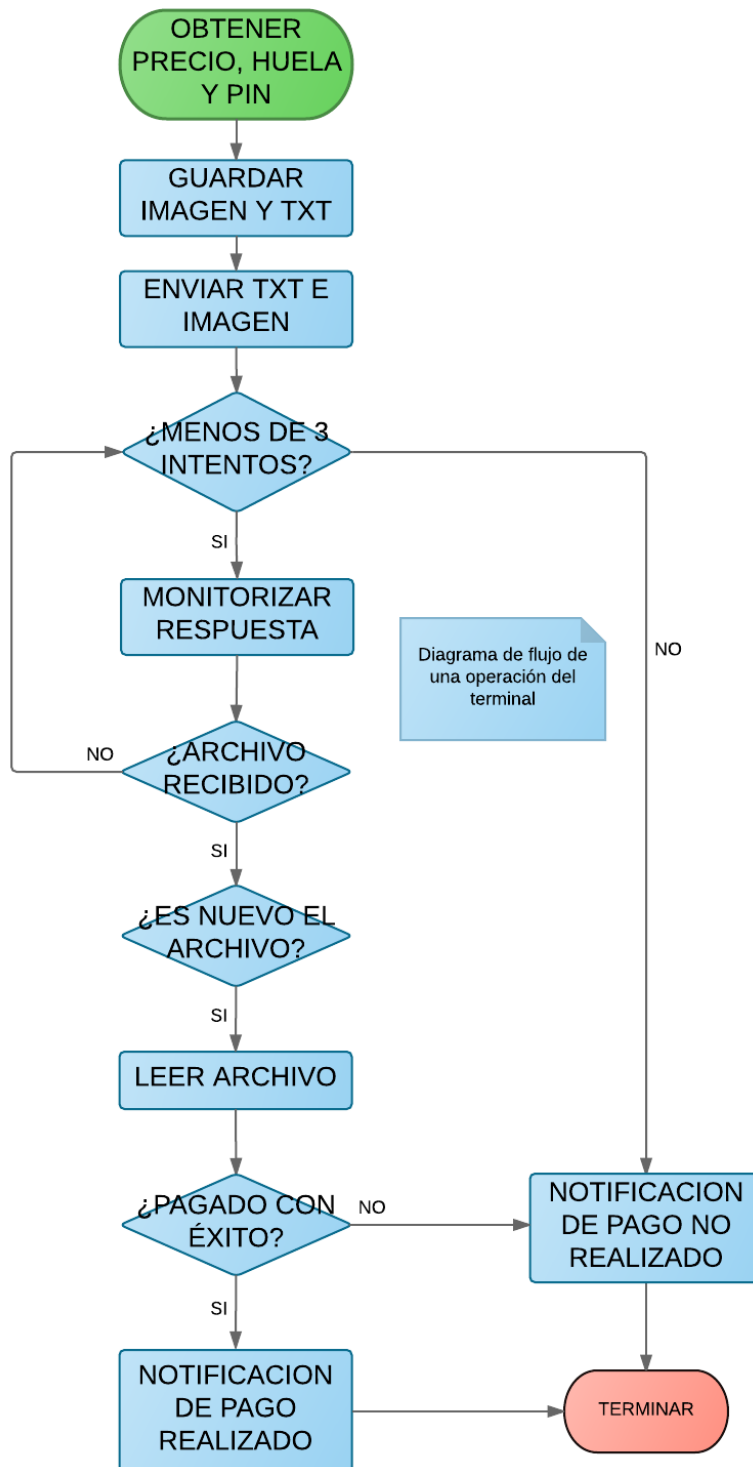 OBTENER
PRECIO, HUELA
Y PIN
GUARDAR
IMAGEN Y TXT
ENVIAR TXT E
IMAGEN
¿MENOS DE 3
INTENTOS?
SI
MONITORIZAR
RESPUESTA
Diagrama de flujo de
una operación del
terminal
NO
¿ARCHIVO
RECIBIDO?
NO
SI
¿ES NUEVO EL
ARCHIVO?
SI
LEER ARCHIVO
¿PAGADO CON
ÉXITO?
NO
NOTIFICACION
DE PAGO NO
REALIZADO
SI
NOTIFICACION
DE PAGO
REALIZADO
TERMINAR